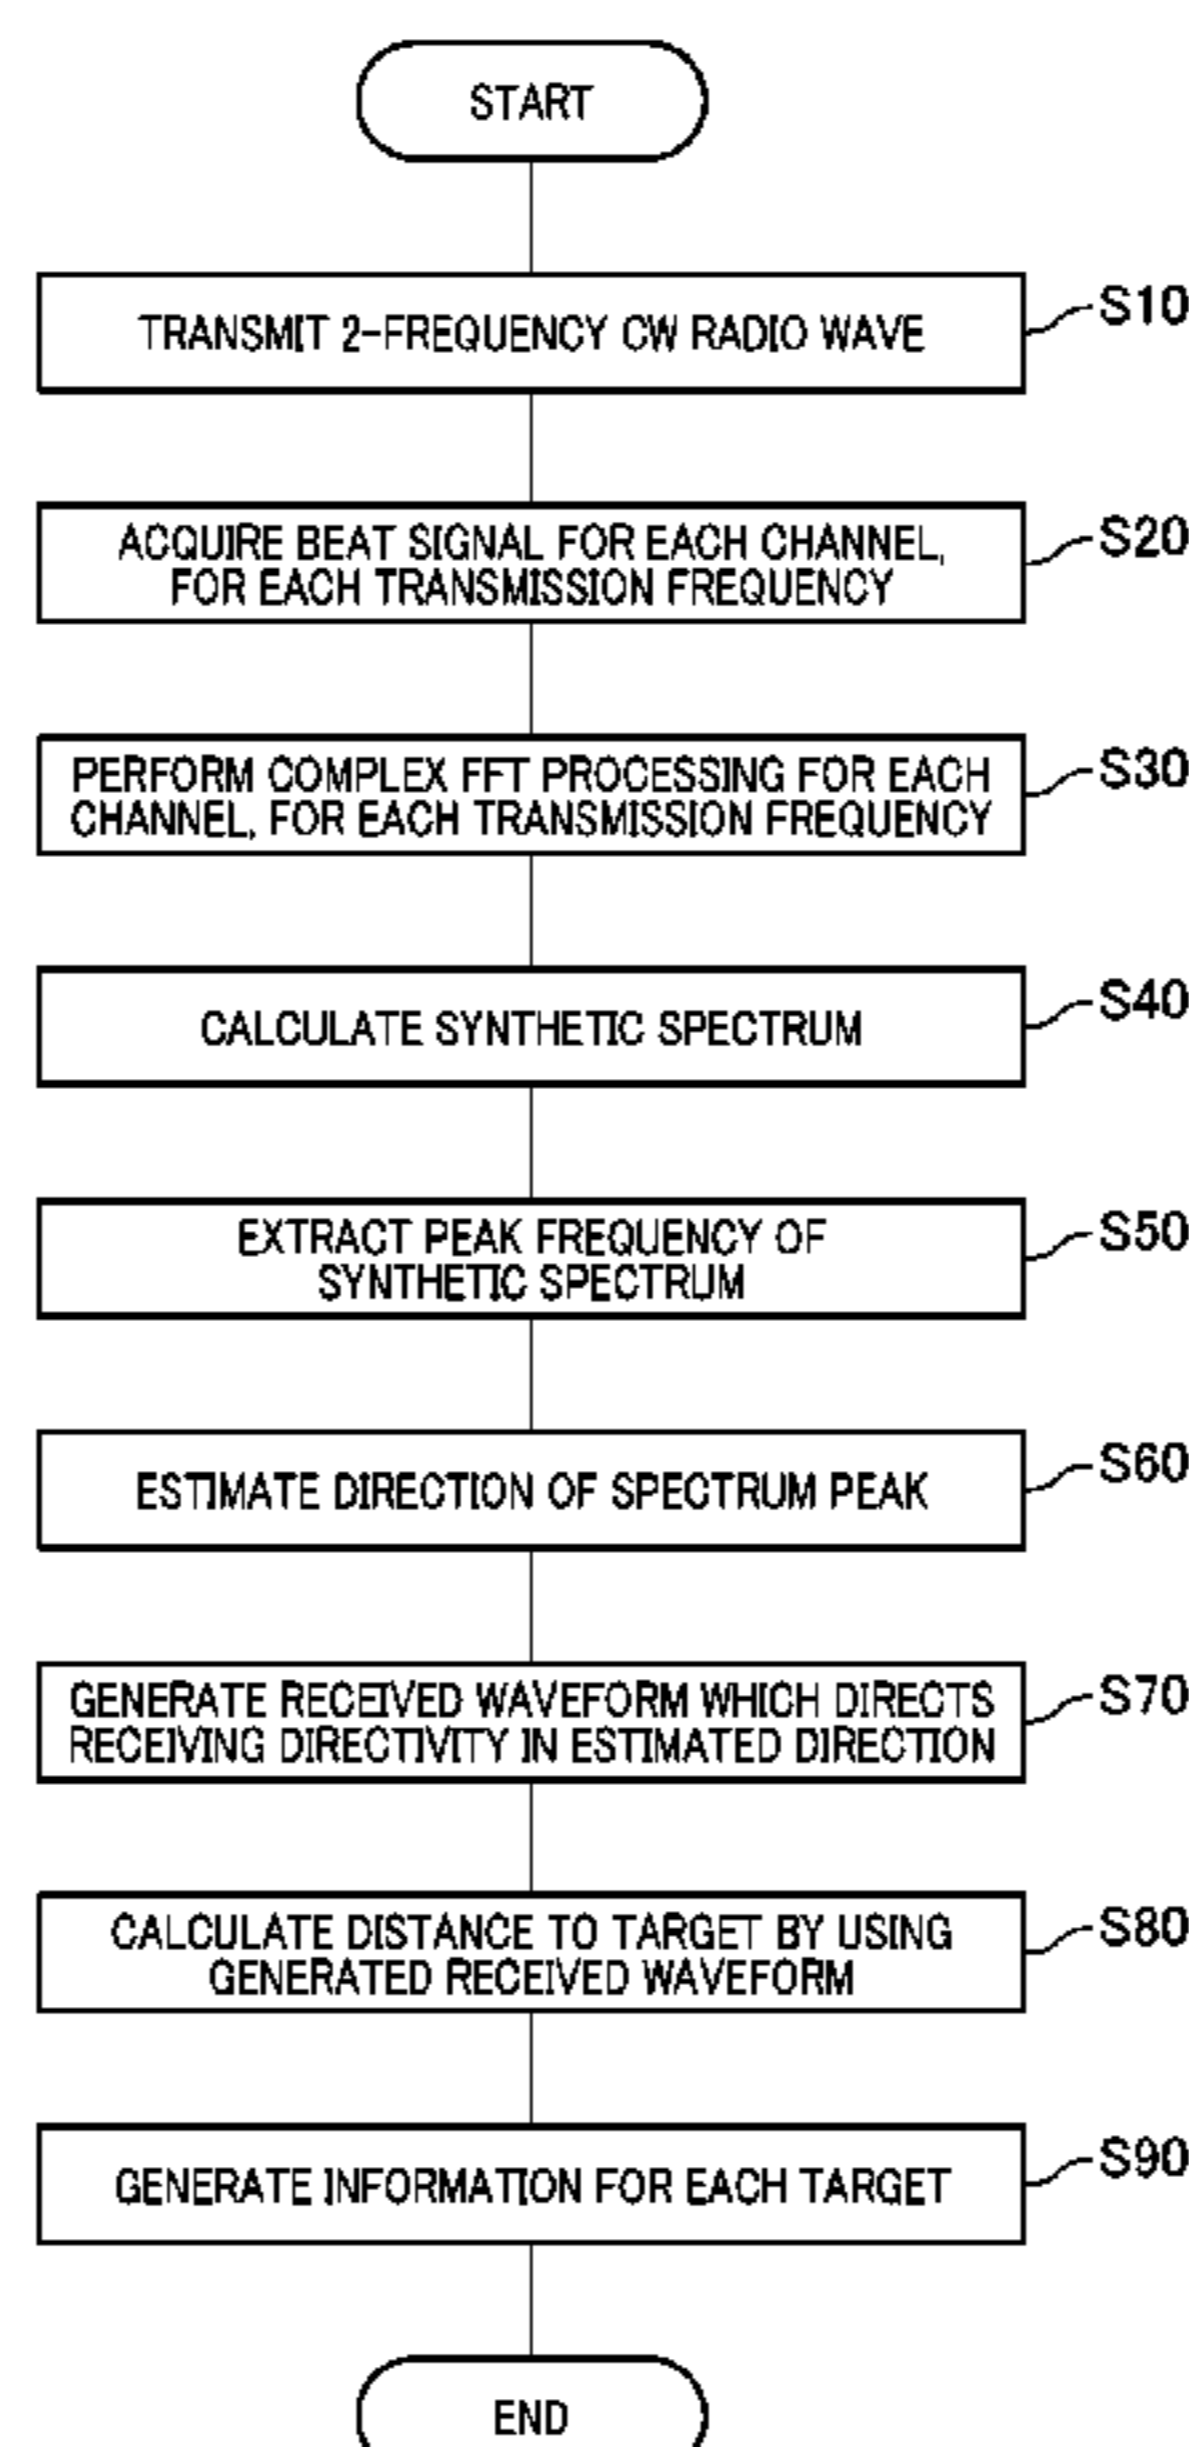 START
TRANSMIT 2-FREQUENCY CW RADIO WAVE
S10
ACQUIRE BEAT SIGNAL FOR EACH CHANNEL,
FOR EACH TRANSMISSION FREQUENCY
S20
PERFORM COMPLEX FFT PROCESSING FOR EACH
CHANNEL, FOR EACH TRANSMISSION FREQUENCY
S30
CALCULATE SYNTHETIC SPECTRUM
S40
EXTRACT PEAK FREQUENCY OF
SYNTHETIC SPECTRUM
S50
ESTIMATE DIRECTION OF SPECTRUM PEAK
S60
GENERATE RECEIVED WAVEFORM WHICH DIRECTS
RECEIVING DIRECTIVITY IN ESTIMATED DIRECTION
S70
CALCULATE DISTANCE TO TARGET BY USING
GENERATED RECEIVED WAVEFORM
S80
GENERATE INFORMATION FOR EACH TARGET
S90
END